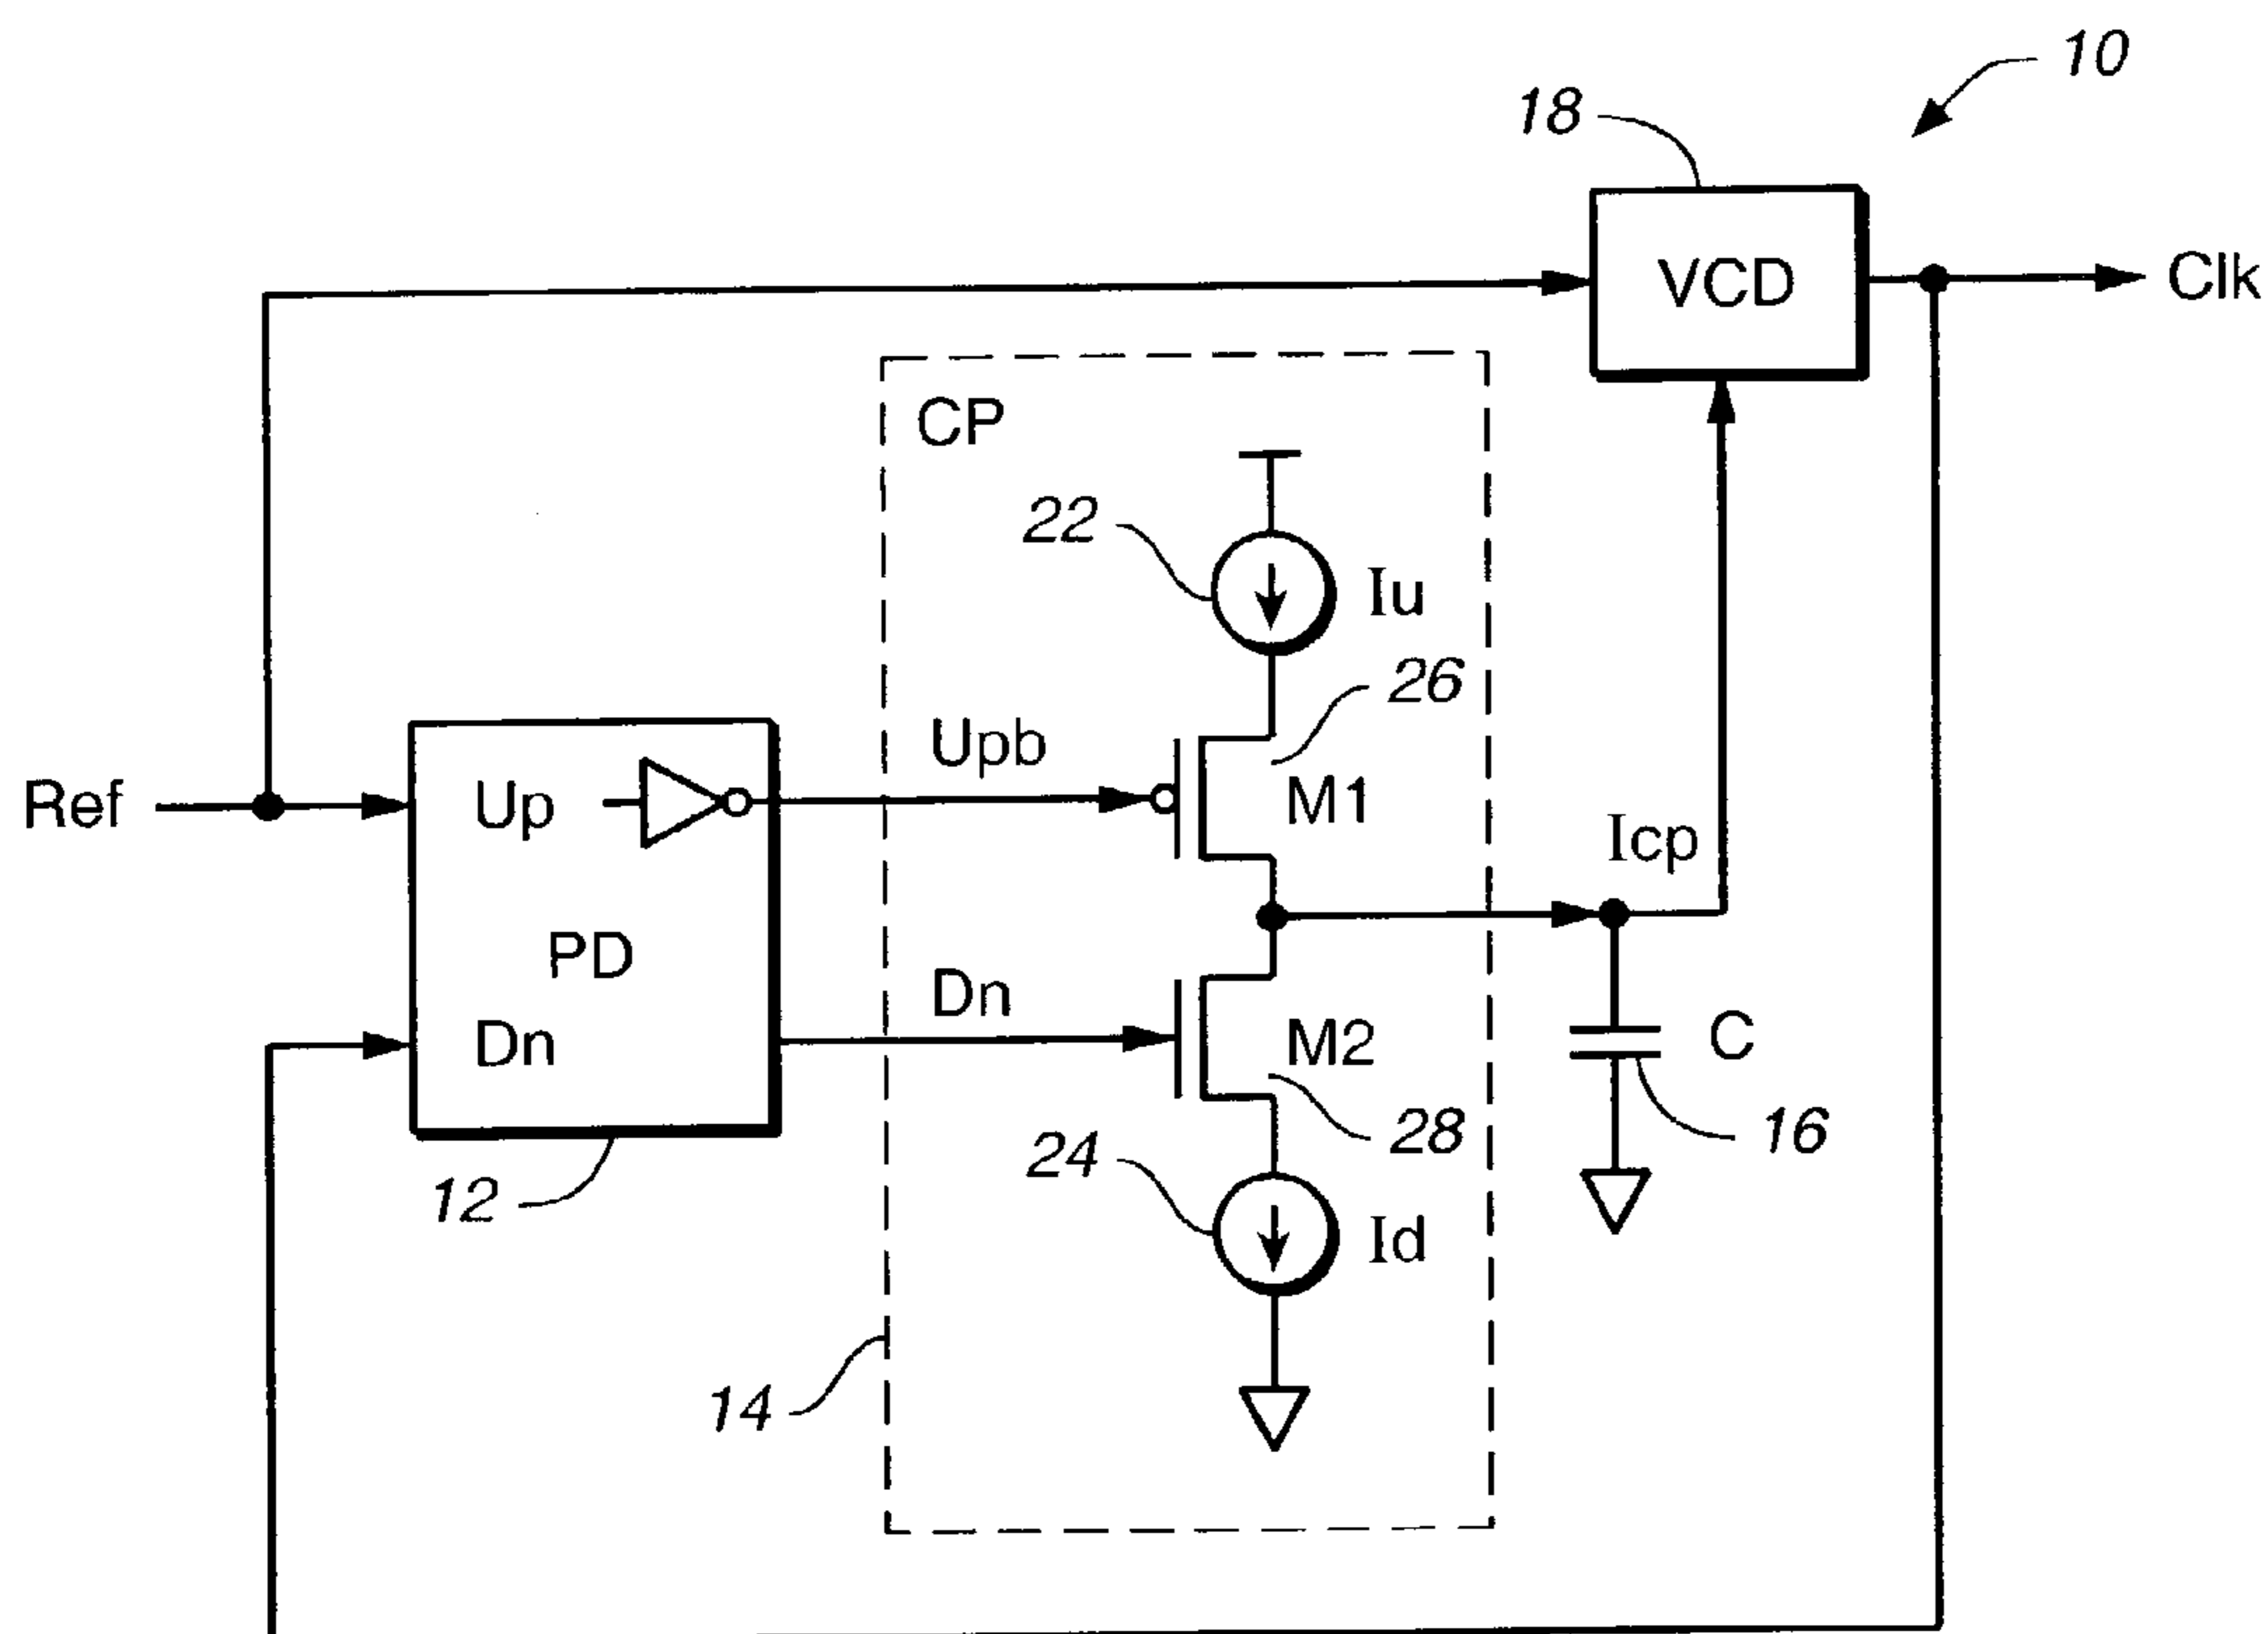 10
18
VCD
Clk
CP
22
Iu
26
Upb
Ref
Up
M1
Icp
PD
Dn
Dn
M2
C
28
16
24
12
Id
14